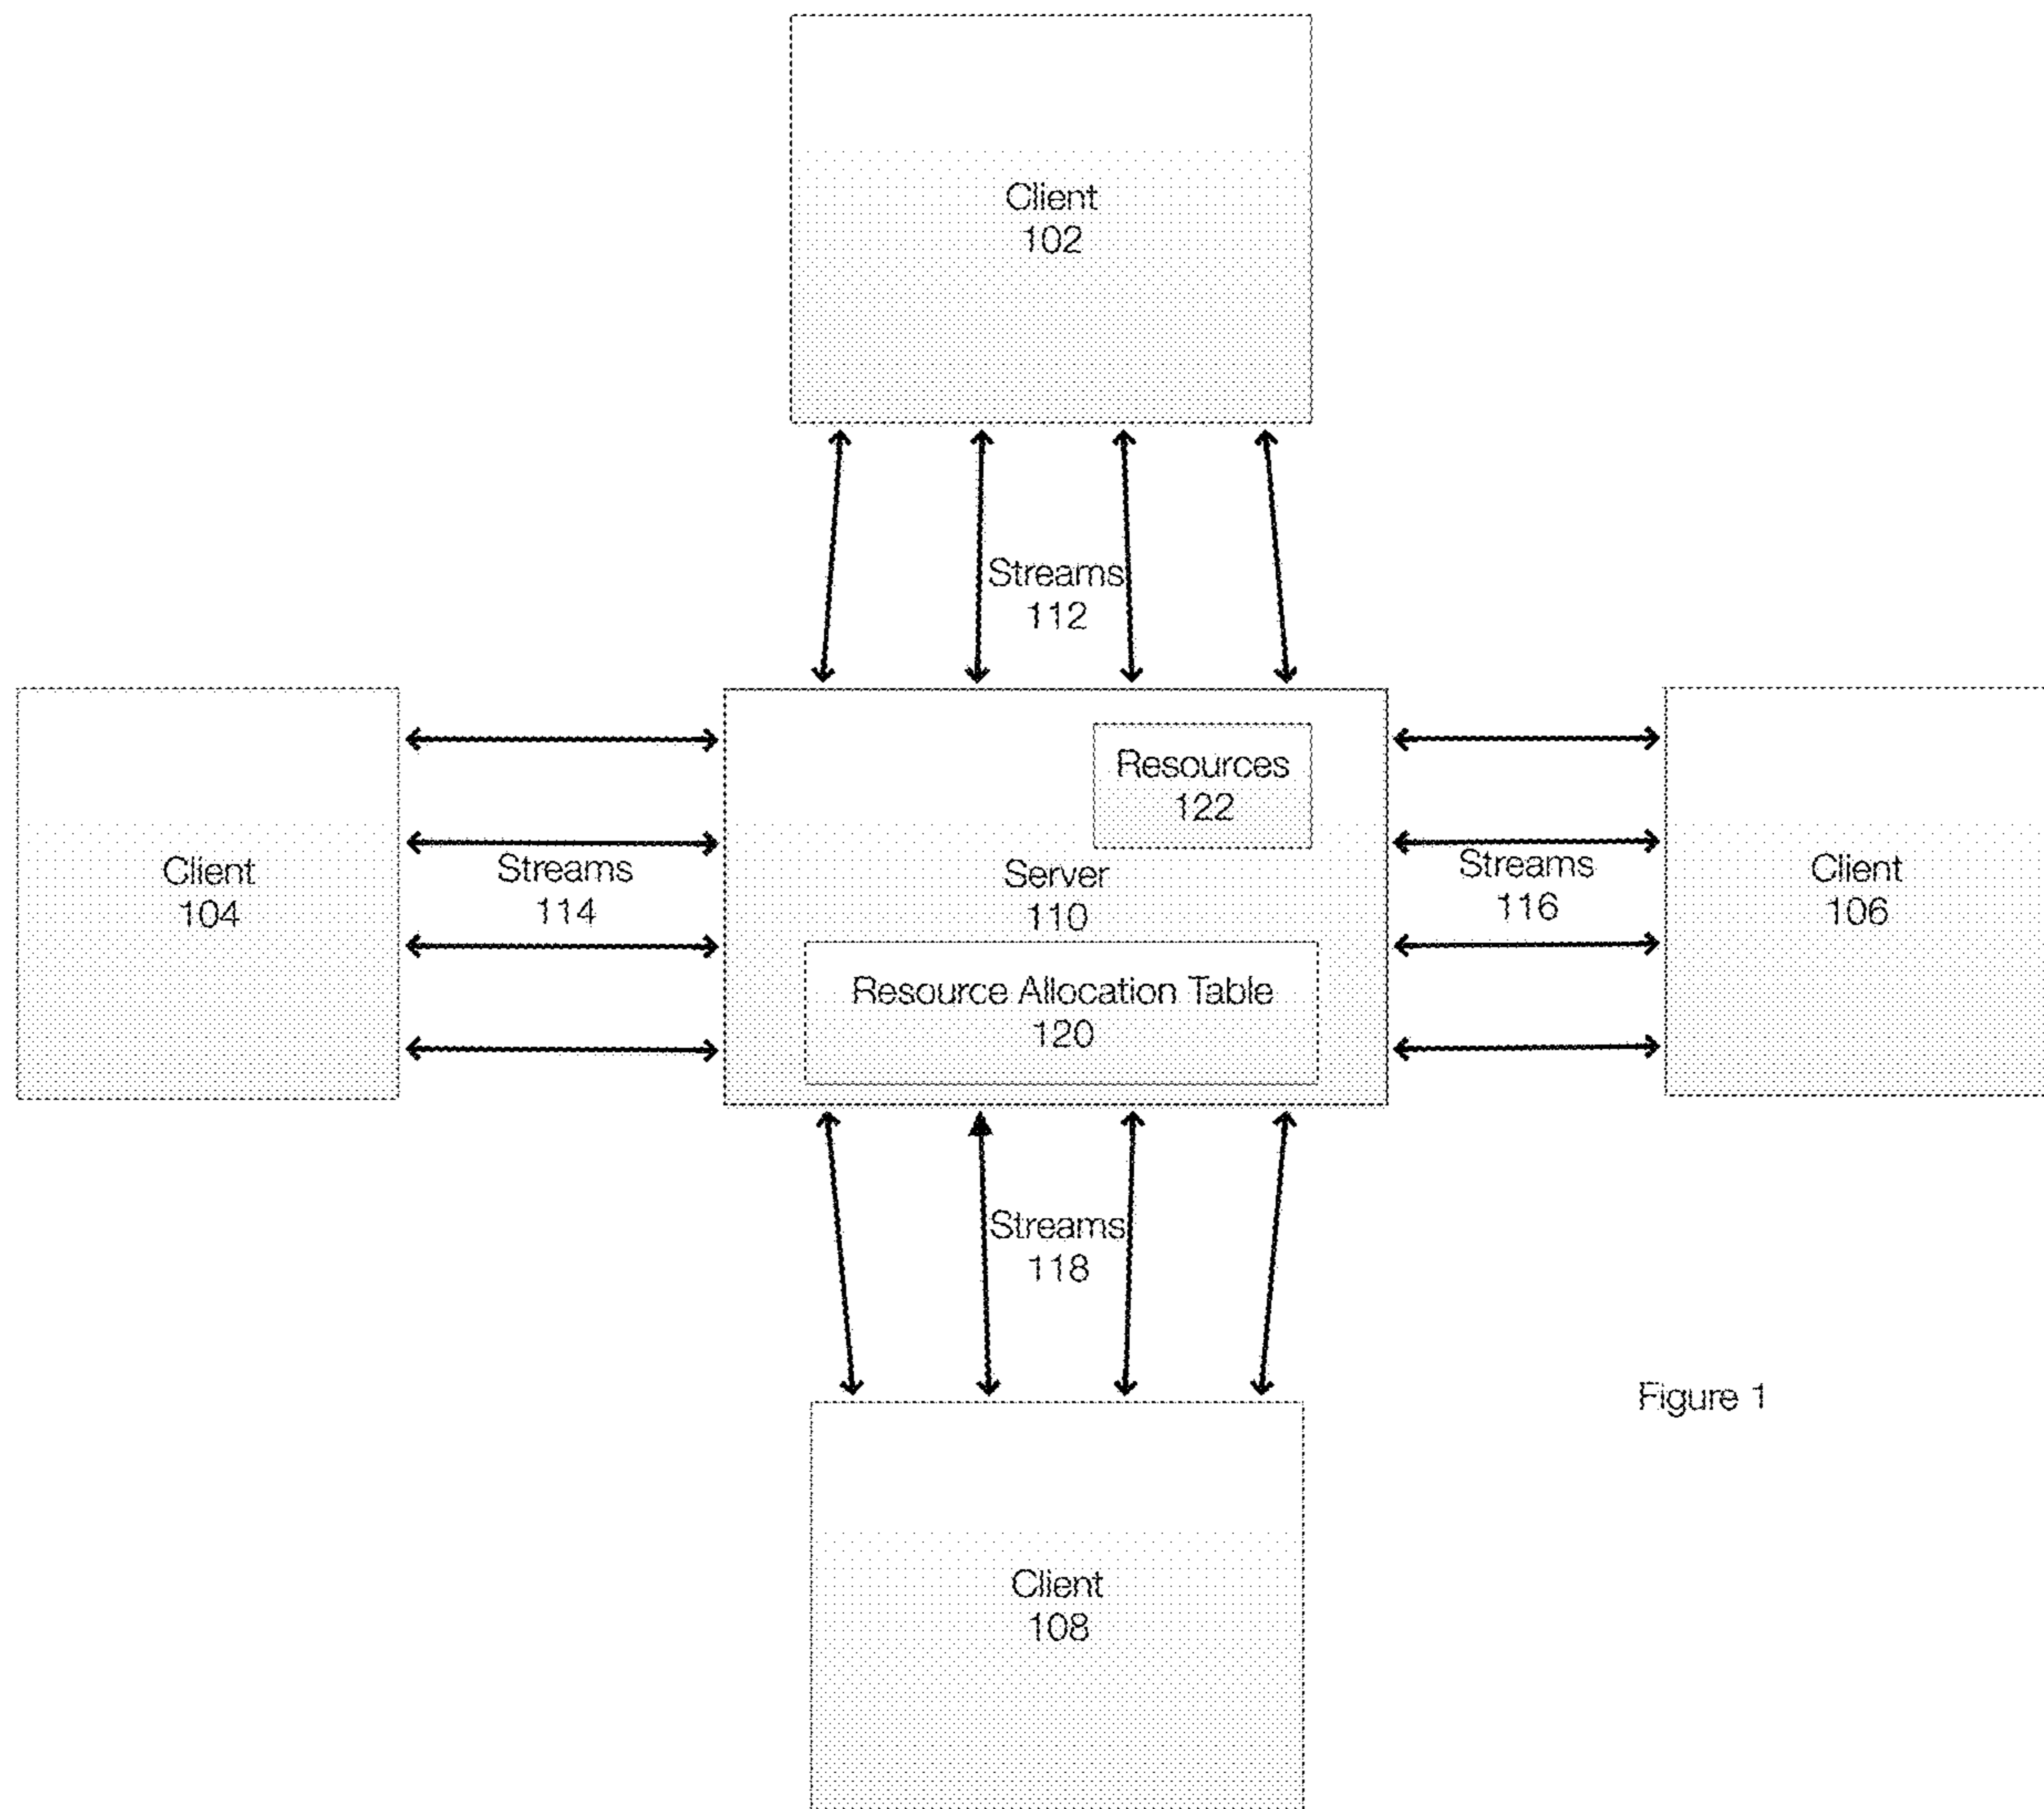 Client
102
Streams
112
Resources
122
Client
104
Streams
114
Server
110
Streams
116
Client
106
Resource Allocation Table
120
Streams
118
Figure 1
Client
108